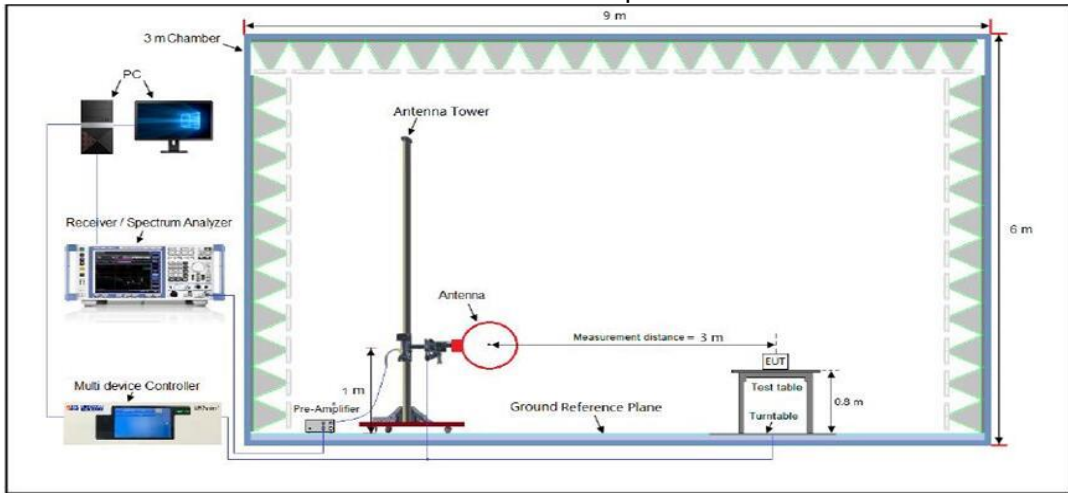 9 m
3 m Chamber
PC
Antenna Tower
Receiver / Spectrum Analyzer
6 m
Antenna
Measurement distance = 3 m
EUT
Multi device Controller
1 m
Test table
0.8 m
Pre-Amplifier
Ground Reference Plane
Turntable